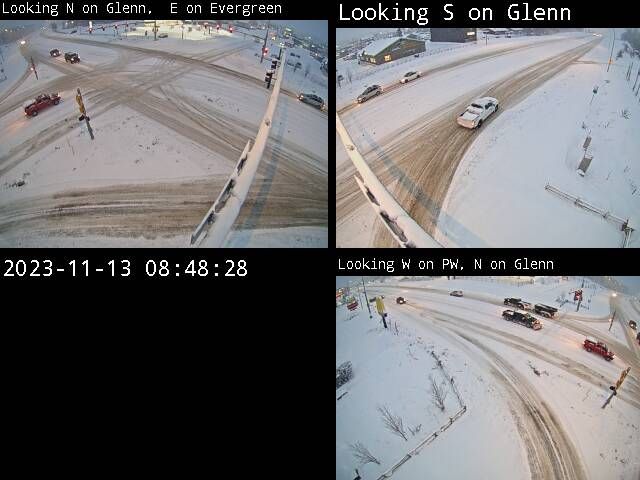 Looking N on Glenn, E on Evergreen
Looking S on Glenn
2023-11-13 08:48:28
Looking W on PW, N on Glenn